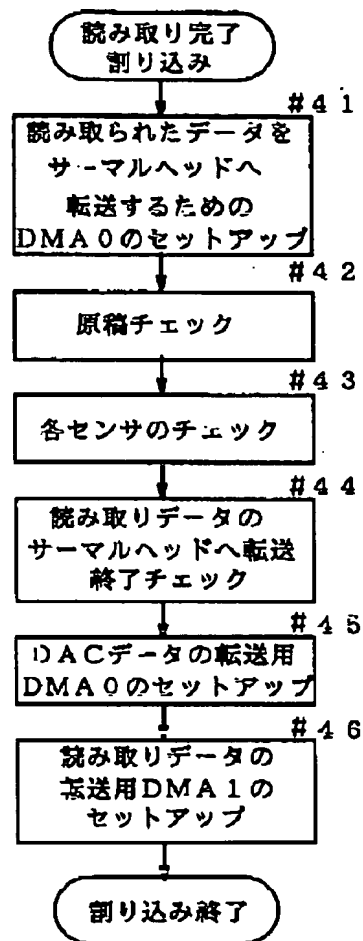 読み取り完了
割り込み
#41
読み取られたデータを
サーマルヘッドへ
転送するための
DMA0のセットアップ
#42
原稿チェック
#43
各センサのチェック
#44
読み取りデータの
サーマルヘッドへ転送
終了チェック
#45
DACデータの転送用
DMA0のセットアップ
#46
読み取りデータの
転送用DMA1の
セットアップ
割り込み終了